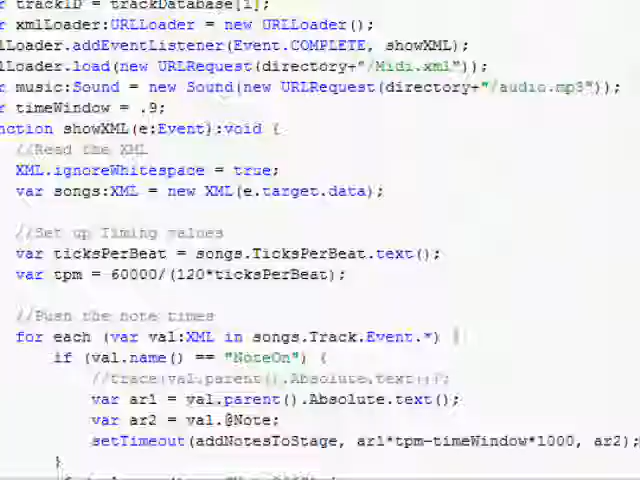 r trackID = trackDatabase[i];
r xmlLoader:URLLoader = new URLLoader();
lLoader.addEventListener(Event.COMPLETE, showXML);
lLoader.load(new URLRequest(directory+"/Midi.xml"));
r music:Sound = new Sound(new URLRequest(directory+"/audio.mp3"));
r timeWindow = .9;
nction showXML(e:Event):void {
//Read the XML
XML.ignoreWhitespace = true;
var songs:XML = new XML(e.target.data);
//Set up Timing values
var ticksPerBeat = songs.TicksPerBeat.text();
var tpm = 60000/(120*ticksPerBeat);
//Push the note times
for each (var val:XML in songs.Track.Event.*) {
if (val.name() == "NoteOn") {
//trace(val.parent().Absolute.text());
var ar1 = val.parent().Absolute.text();
var ar2 = val.@Note;
setTimeout(addNotesToStage, ar1*tpm-timeWindow*1000, ar2);
}